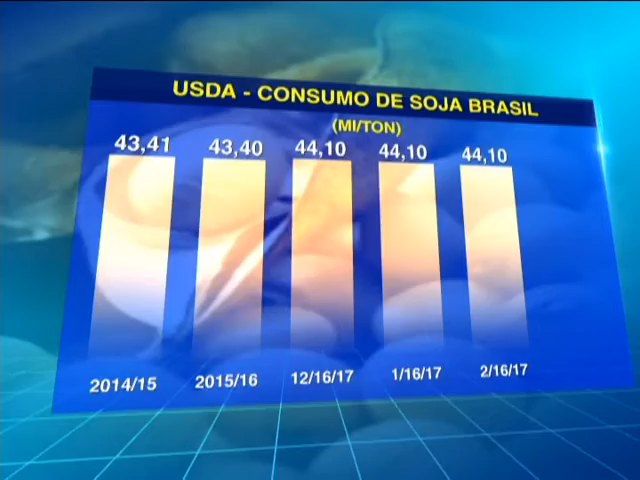 USDA - CONSUMO DE SOJA BRASIL
(MI/TON)
43,41 43,40 44,10 44,10 44,10
2014/15 2015/16 12/16/17 1/16/17 2/16/17